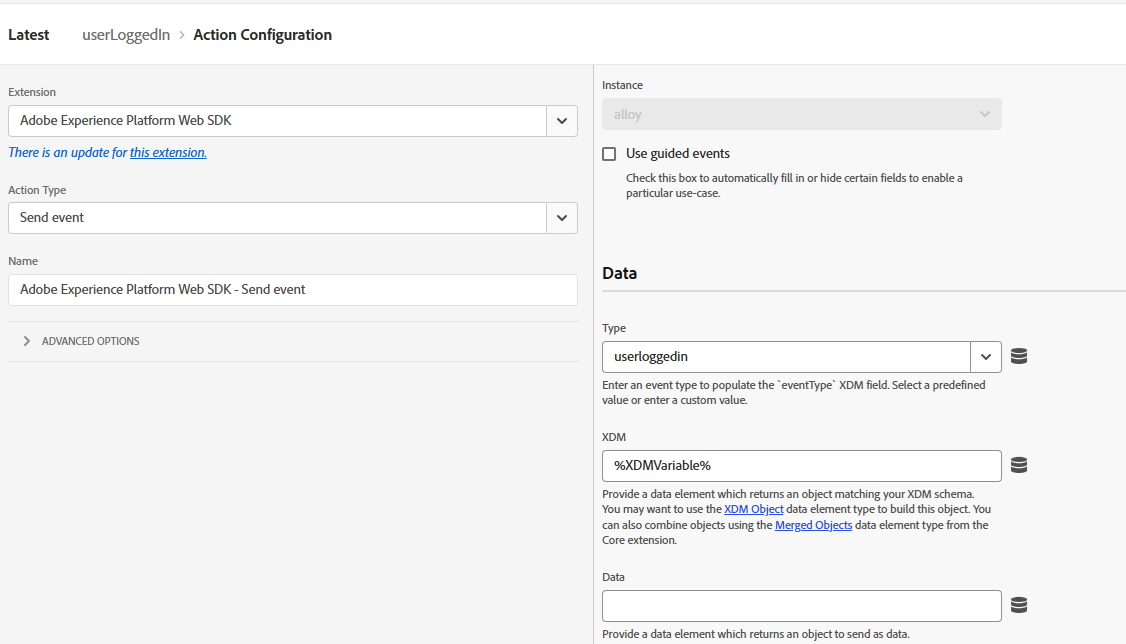 Latest userLoggedIn > Action Configuration
Extension
Adobe Experience Platform Web SDK
There is an update for this extension.
Action Type
Send event
Name
Adobe Experience Platform Web SDK - Send event
ADVANCED OPTIONS
Instance
alloy
Use guided events
Check this box to automatically fill in or hide certain fields to enable a
particular use-case.
Data
Type
userloggedin
Enter an event type to populate the `eventType` XDM field. Select a predefined
value or enter a custom value.
XDM
%XDMVariable%
Provide a data element which returns an object matching your XDM schema.
You may want to use the XDM Object data element type to build this object. You
can also combine objects using the Merged Objects data element type from the
Core extension.
Data
Provide a data element which returns an object to send as data.